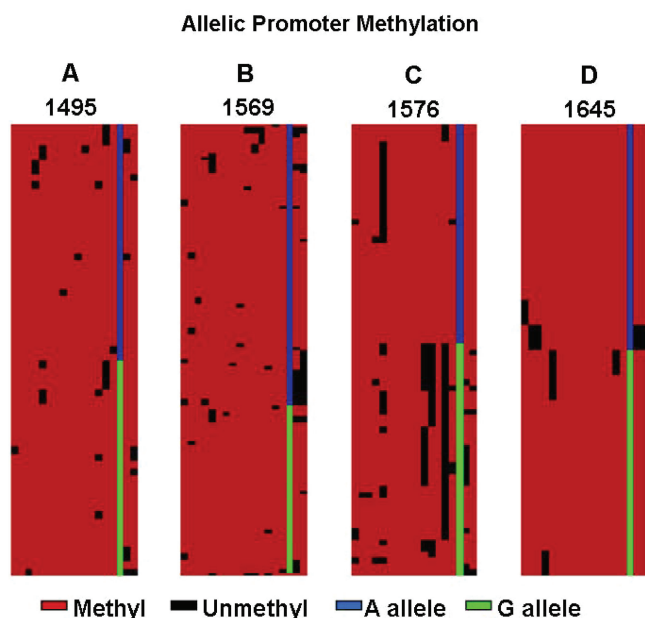 Allelic Promoter Methylation
A B C D
1495 1569 1576 1645
Methyl Unmethyl A allele G allele